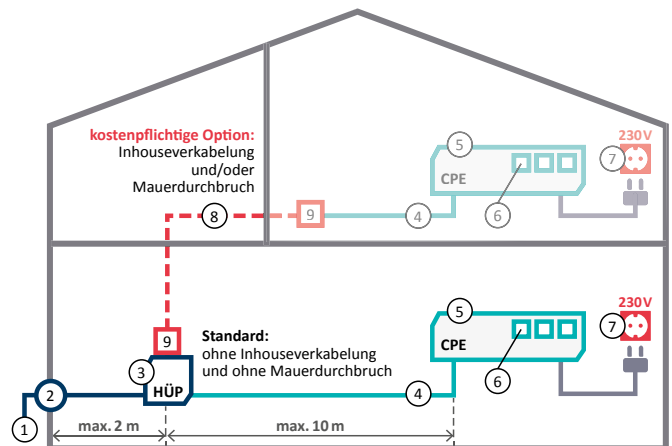 kostenpflichtige Option:
Inhouseverkabelung
und/oder
Mauerdurchbruch
5
CPE
6
230V
7
8
9
4
9
Standard:
ohne Inhouseverkabelung
und ohne Mauerdurchbruch
3
HÜP
5
CPE
6
230V
7
2
1
4
max. 2 m
max. 10 m